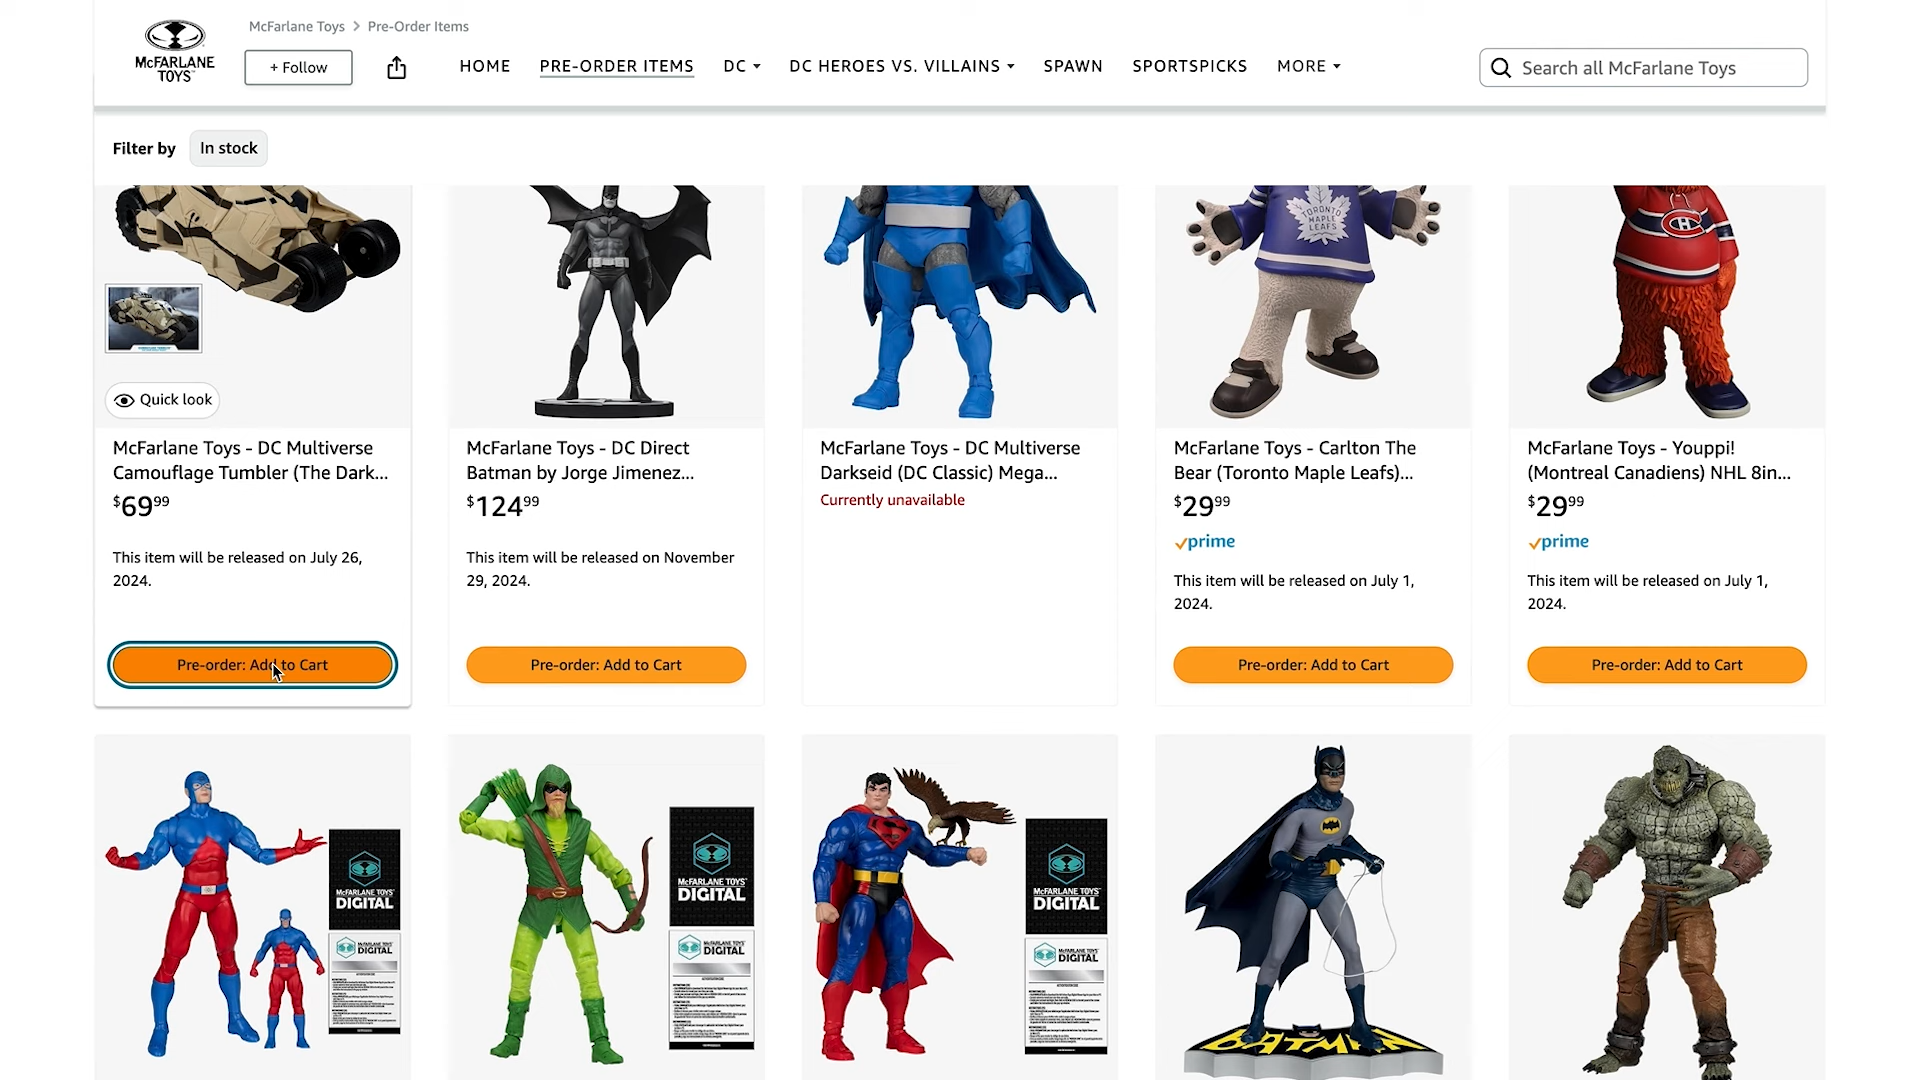 McFarlane Toys > Pre-Order Items
McFARLANE
TOYS
+ Follow
HOME
PRE-ORDER ITEMS
DC
DC HEROES VS. VILLAINS
SPAWN
SPORTSPICKS
MORE
Search all McFarlane Toys
Filter by
In stock
TORONTO
MAPLE
LEAFS
Quick look
McFarlane Toys - DC Multiverse
Camouflage Tumbler (The Dark...
$69.99
This item will be released on July 26,
2024.
Pre-order: Add to Cart
McFarlane Toys - DC Direct
Batman by Jorge Jimenez...
$124.99
This item will be released on November
29, 2024.
Pre-order: Add to Cart
McFarlane Toys - DC Multiverse
Darkseid (DC Classic) Mega...
Currently unavailable
McFarlane Toys - Carlton The
Bear (Toronto Maple Leafs)...
$29.99
prime
This item will be released on July 1,
2024.
Pre-order: Add to Cart
McFarlane Toys - Youppi!
(Montreal Canadiens) NHL 8in...
$29.99
prime
This item will be released on July 1,
2024.
Pre-order: Add to Cart
McFARLANE TOYS
DIGITAL
McFARLANE TOYS
DIGITAL
McFARLANE TOYS
DIGITAL
McFARLANE TOYS
DIGITAL
McFARLANE TOYS
DIGITAL
McFARLANE TOYS
DIGITAL
BATMAN